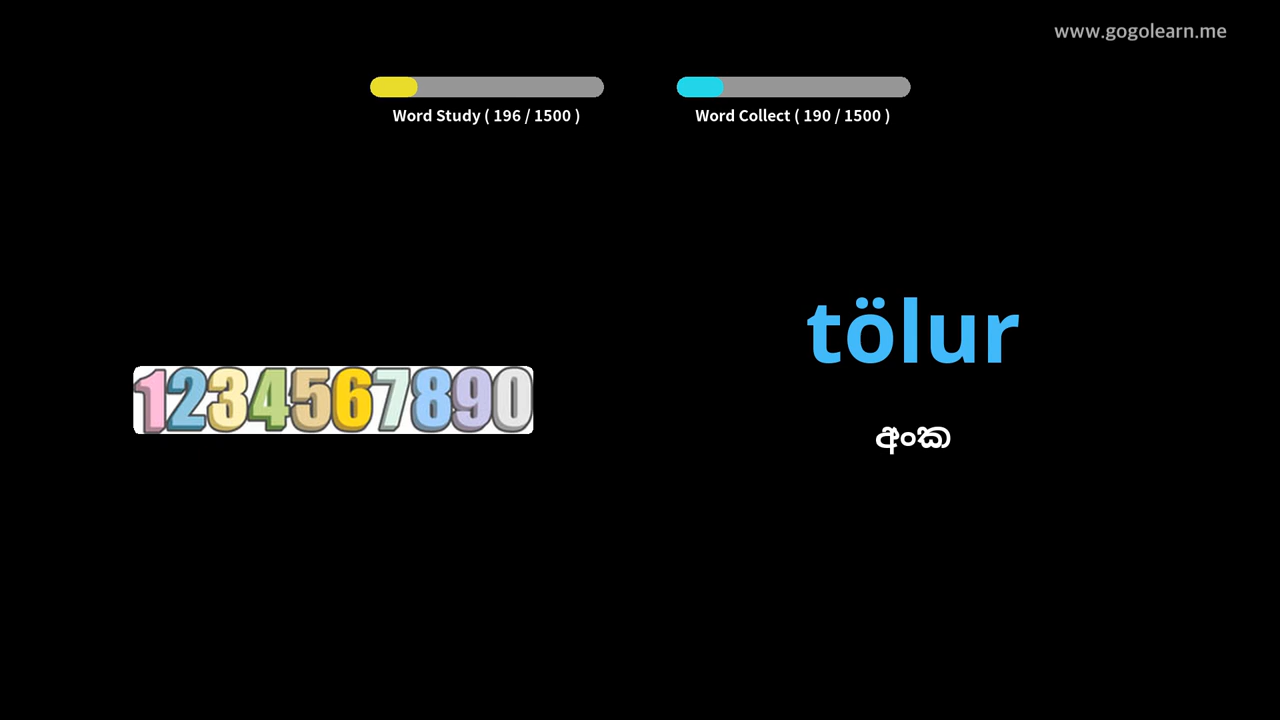 www.gogolearn.me
Word Study ( 196 / 1500 )
Word Collect ( 190 / 1500 )
tölur
1234567890
අංක